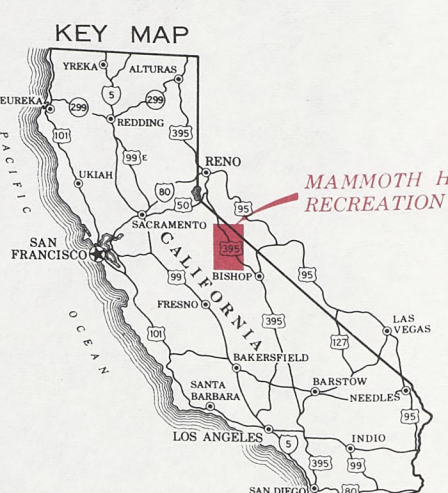 KEY MAP
YREKA
ALTURAS
5
EUREKA
299
299
REDDING
101
395
99 E
RENO
UKIAH
80
50
95
MAMMOTH H
RECREATION
SACRAMENTO
PACIFIC
SAN
FRANCISCO
CALIFORNIA
395
BISHOP
99
95
FRESNO
OCEAN
101
395
127
LAS
VEGAS
BAKERSFIELD
SANTA
BARBARA
BARSTOW
NEEDLES
95
LOS ANGELES
5
INDIO
395
99
SAN DIEGO
80